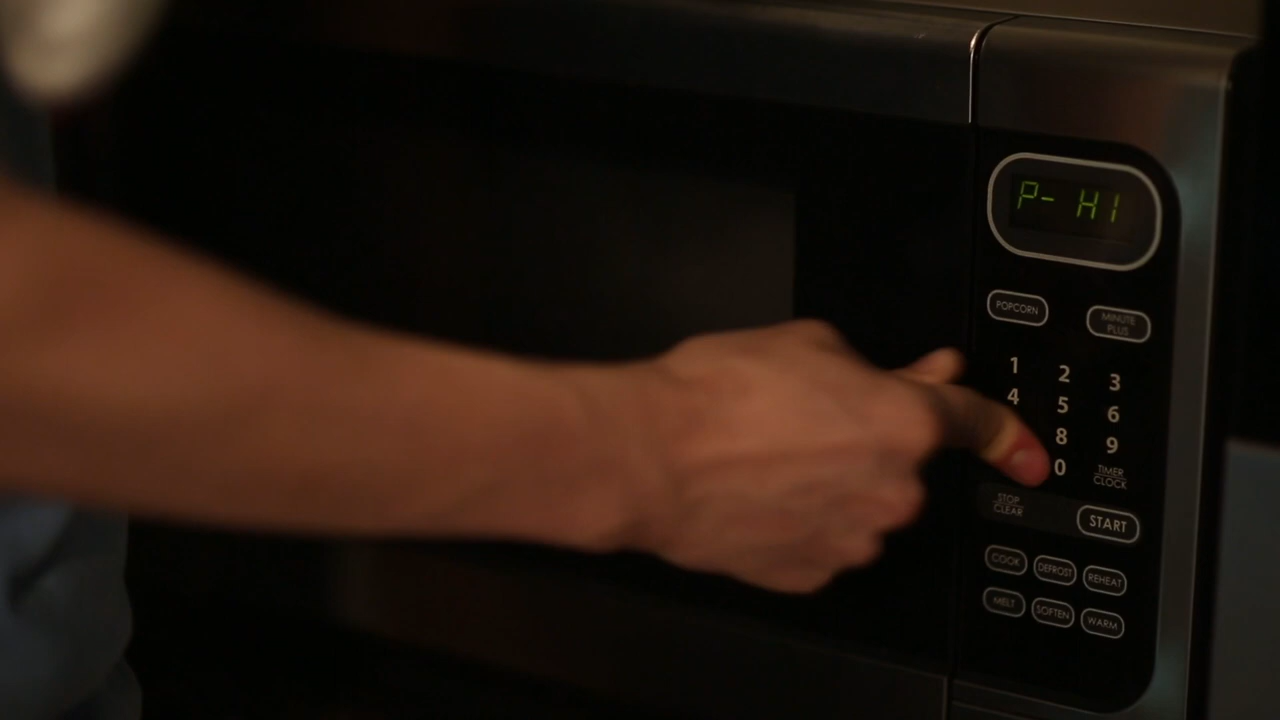 P- HI
POPCORN
MINUTE
PLUS
1 2 3
4 5 6
8 9
0 TIMER
CLOCK
STOP
CLEAR
START
COOK DEFROST REHEAT
MELT SOFTEN WARM